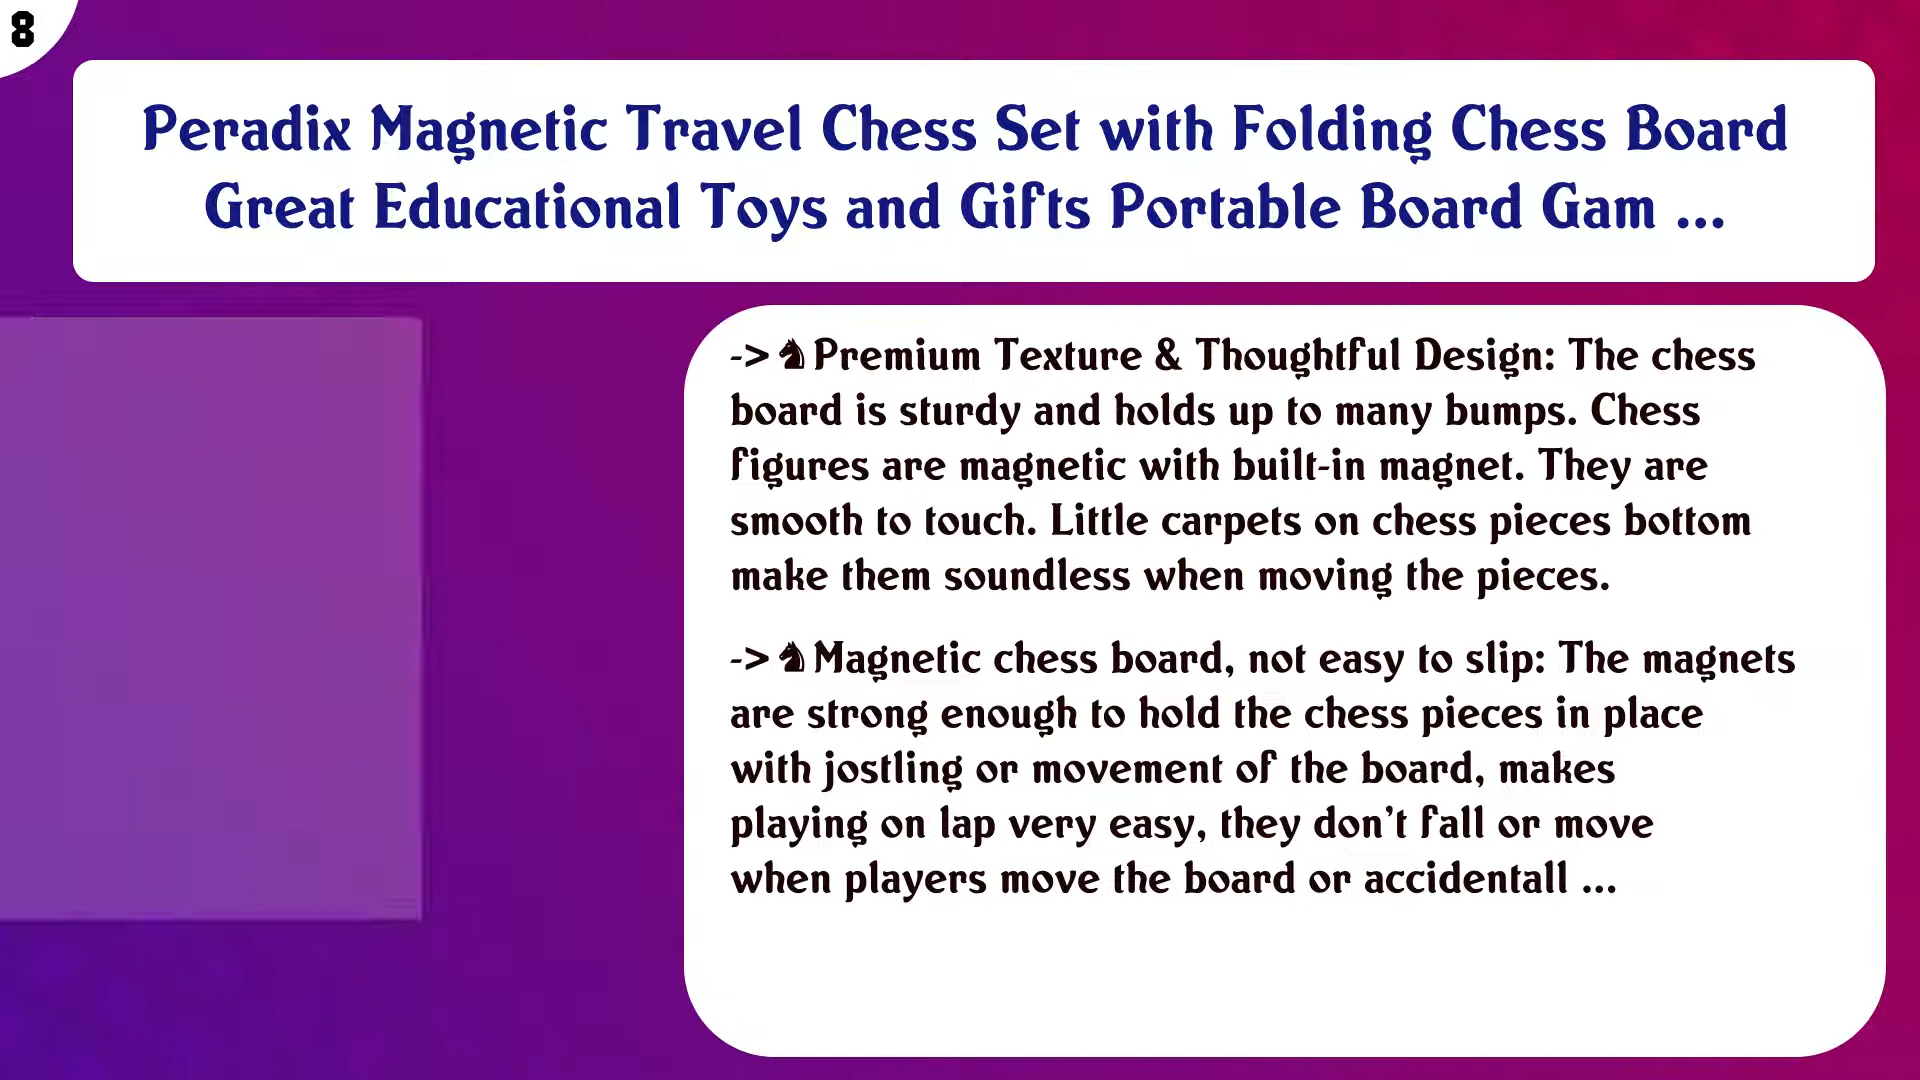 8
Peradix Magnetic Travel Chess Set with Folding Chess Board
Great Educational Toys and Gifts Portable Board Gam ...
-> ♞Premium Texture & Thoughtful Design: The chess
board is sturdy and holds up to many bumps. Chess
figures are magnetic with built-in magnet. They are
smooth to touch. Little carpets on chess pieces bottom
make them soundless when moving the pieces.
-> ♞Magnetic chess board, not easy to slip: The magnets
are strong enough to hold the chess pieces in place
with jostling or movement of the board, makes
playing on lap very easy, they don’t fall or move
when players move the board or accidentall ...